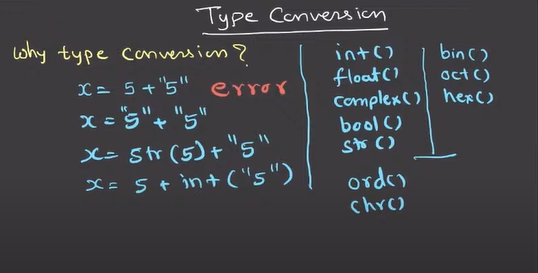 Type Conversion
Why type conversion?
x = 5 + "5" error
x = "5" + "5"
x = str(5) + "5"
x = 5 + int("5")
int()
float()
complex()
bool()
str()
ord()
chr()
bin()
oct()
hex()